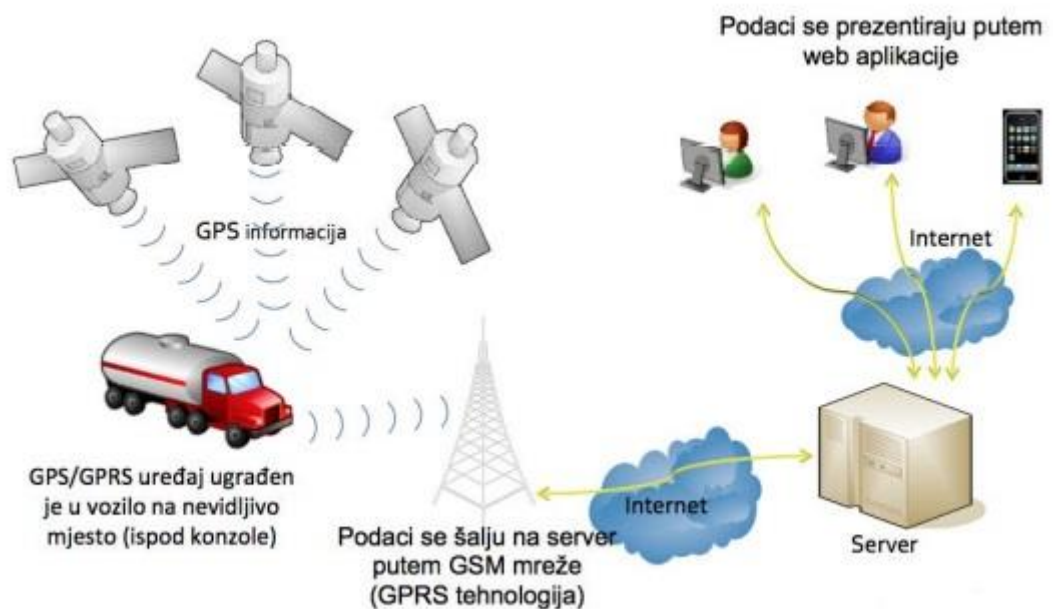 Podaci se prezentiraju putem
web aplikacije
GPS informacija
Internet
GPS/GPRS uređaj ugrađen
je u vozilo na nevidljivo
mjesto (ispod konzole)
Internet
Podaci se šalju na server
putem GSM mreže
(GPRS tehnologija)
Server